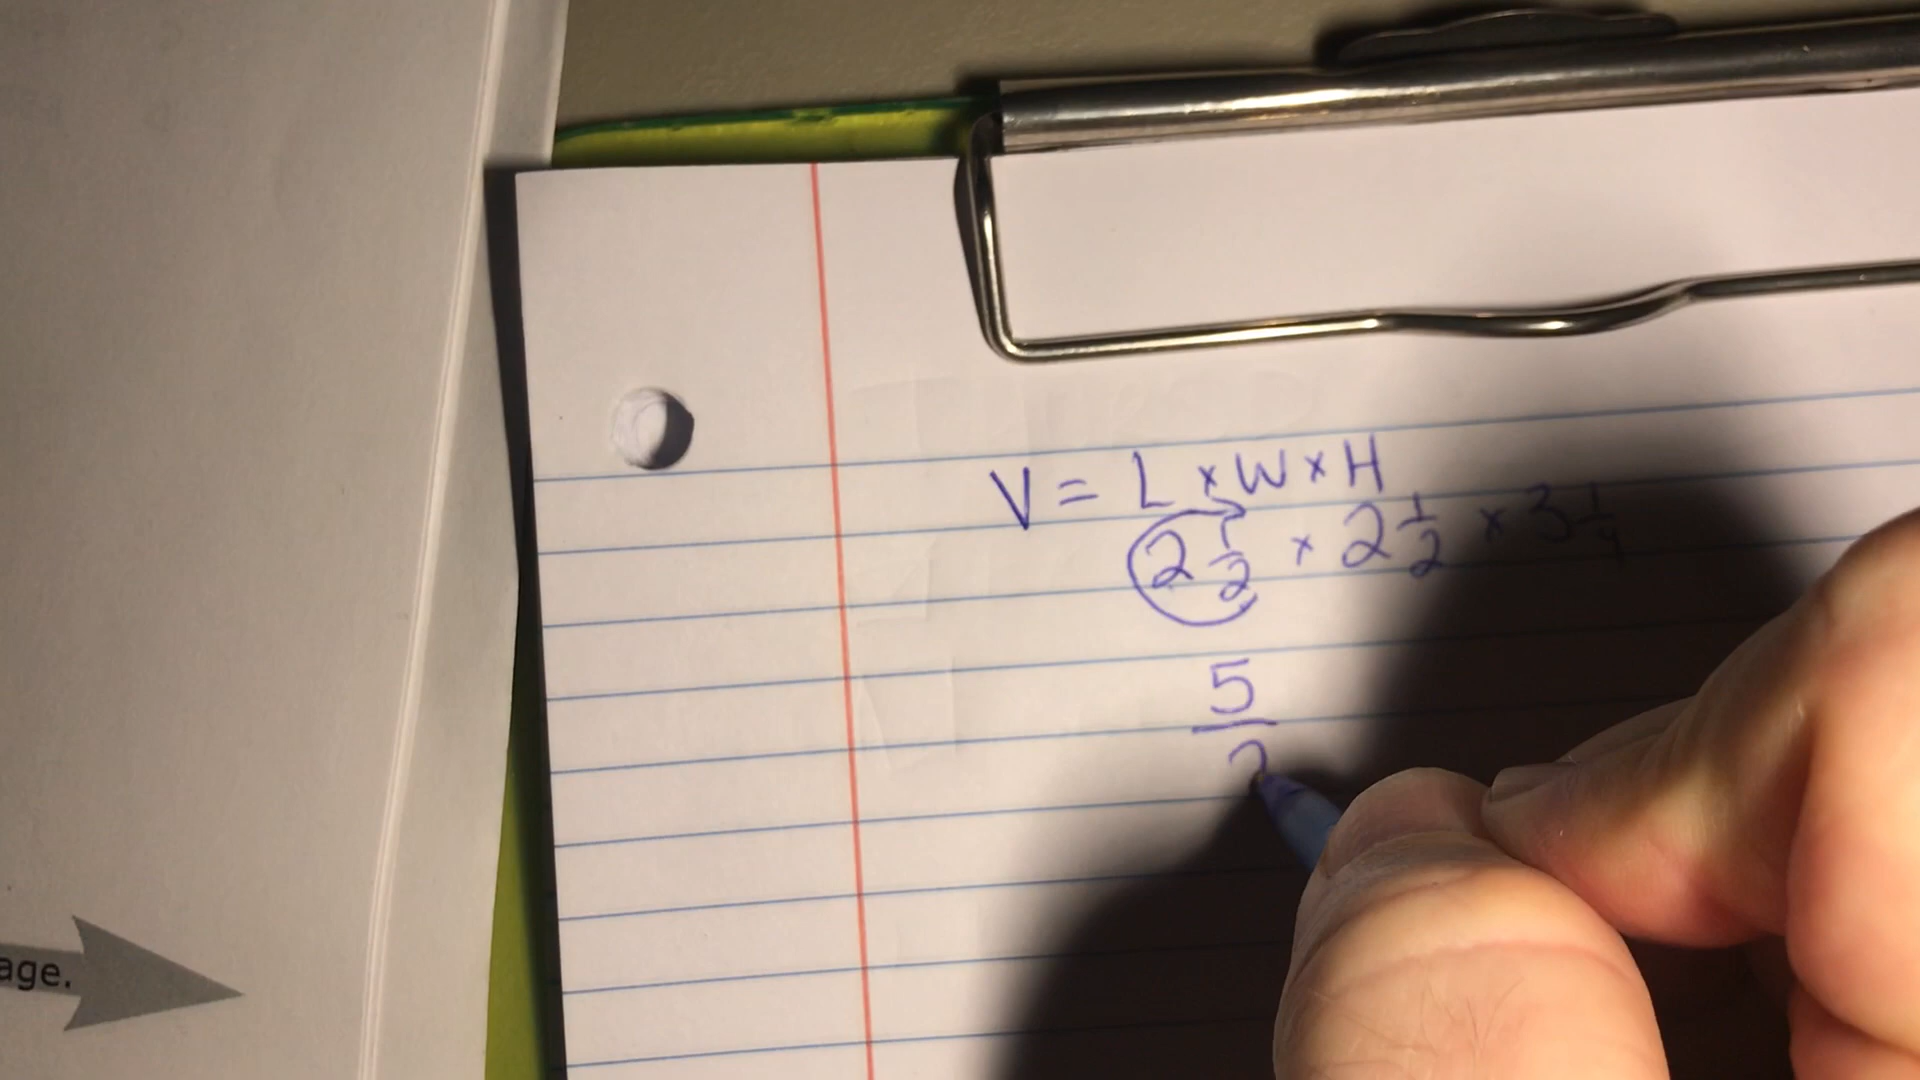 V = L × W × H
2 1/2 × 2 1/2 × 3 1/4
5/2
age.